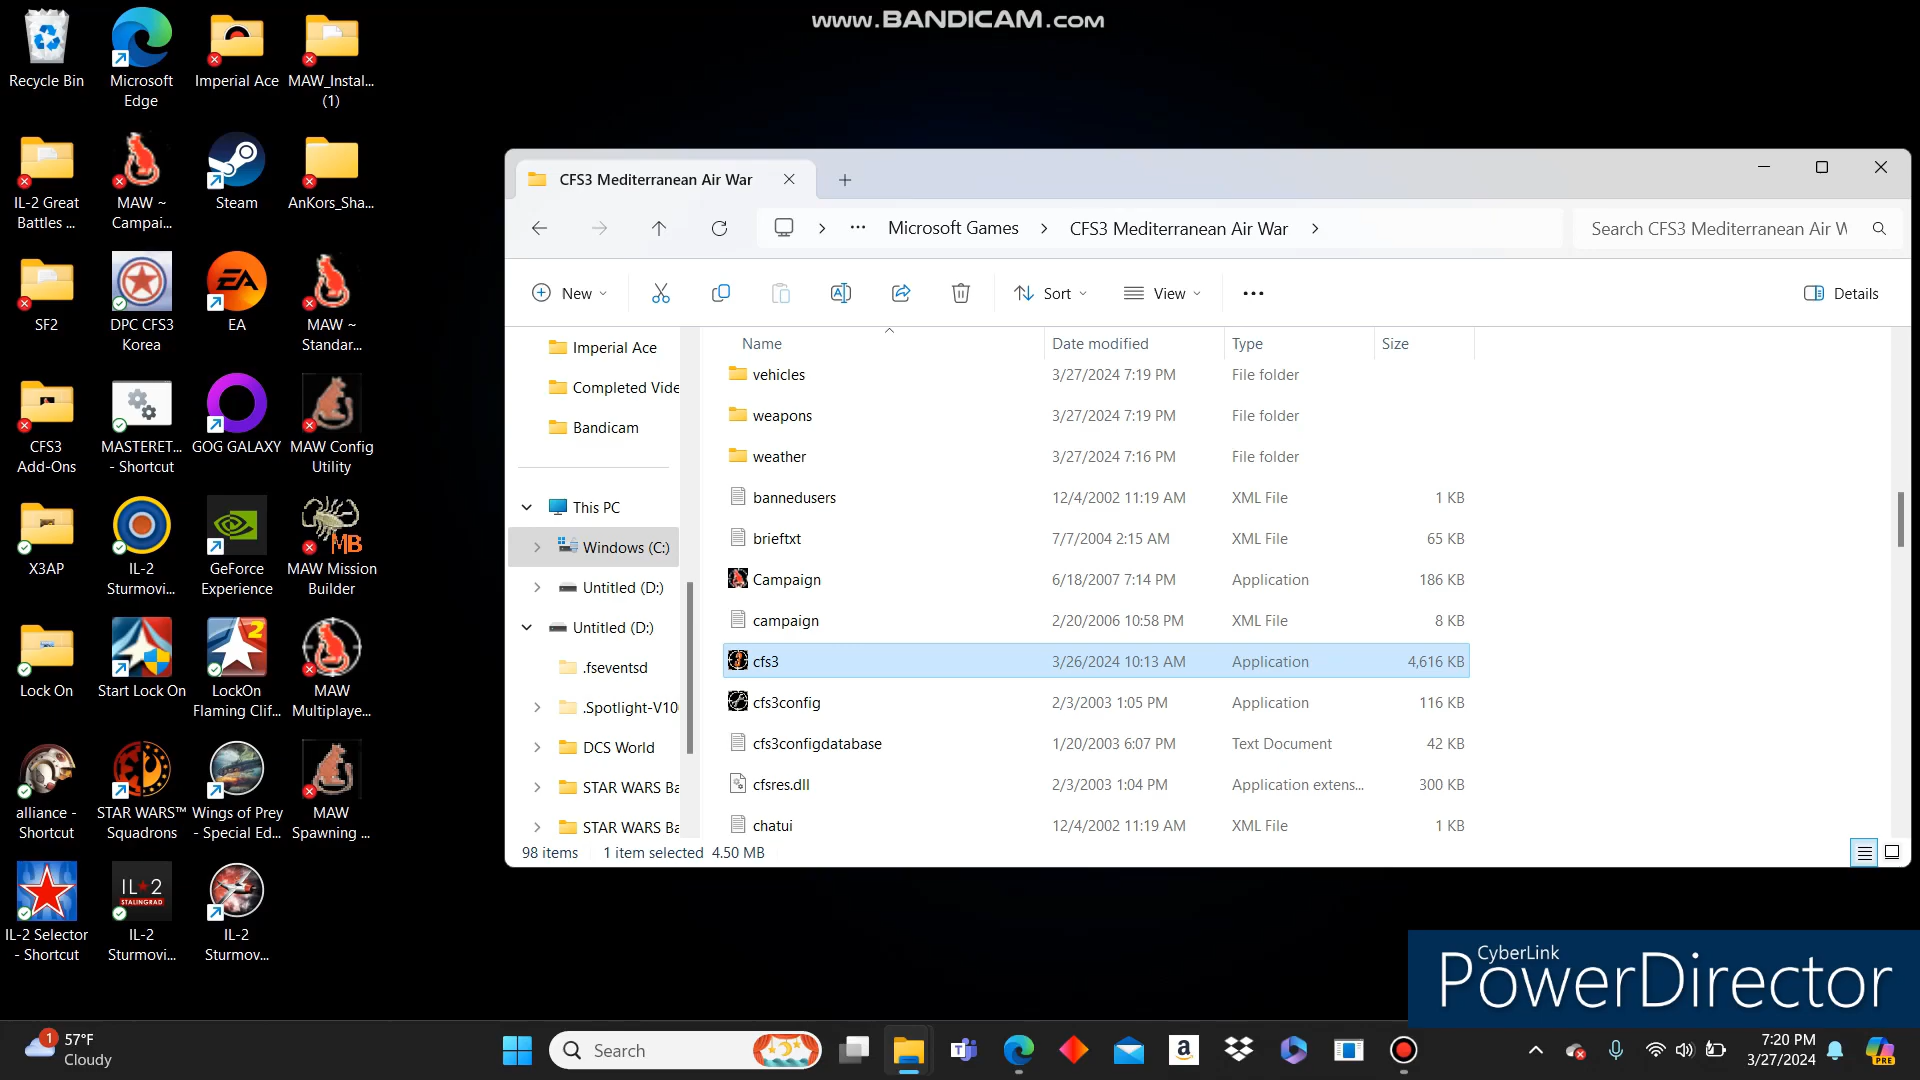 www.BANDICAM.com
Recycle Bin
Microsoft
Edge
Imperial Ace
MAW_Instal...
(1)
IL-2 Great
Battles ...
MAW ~
Campai...
Steam
AnKors_Sha...
SF2
DPC CFS3
Korea
EA
EA
MAW ~
Standar...
CFS3
Add-Ons
MASTERET...
- Shortcut
GOG GALAXY
MAW Config
Utility
X3AP
IL-2
Sturmovi...
GeForce
Experience
MB
MAW Mission
Builder
Lock On
Start Lock On
2
LockOn
Flaming Clif...
MAW
Multiplaye...
alliance -
Shortcut
STAR WARS™
Squadrons
Wings of Prey
- Special Ed...
MAW
Spawning ...
IL-2 Selector
- Shortcut
IL★2
STALINGRAD
IL-2
Sturmovi...
IL-2
Sturmov...
CFS3 Mediterranean Air War
Microsoft Games
CFS3 Mediterranean Air War
Search CFS3 Mediterranean Air W
New
Sort
View
Details
Imperial Ace
Completed Vide
Bandicam
This PC
Windows (C:)
Untitled (D:)
Untitled (D:)
.fseventsd
.Spotlight-V10
DCS World
STAR WARS Ba
STAR WARS Ba
Name Date modified Type Size
vehicles 3/27/2024 7:19 PM File folder
weapons 3/27/2024 7:19 PM File folder
weather 3/27/2024 7:16 PM File folder
bannedusers 12/4/2002 11:19 AM XML File 1 KB
brieftxt 7/7/2004 2:15 AM XML File 65 KB
Campaign 6/18/2007 7:14 PM Application 186 KB
campaign 2/20/2006 10:58 PM XML File 8 KB
cfs3 3/26/2024 10:13 AM Application 4,616 KB
cfs3config 2/3/2003 1:05 PM Application 116 KB
cfs3configdatabase 1/20/2003 6:07 PM Text Document 42 KB
cfsres.dll 2/3/2003 1:04 PM Application extens... 300 KB
chatui 12/4/2002 11:19 AM XML File 1 KB
98 items 1 item selected 4.50 MB
CyberLink
PowerDirector
1
57°F
Cloudy
Search
a
7:20 PM
3/27/2024
PRE